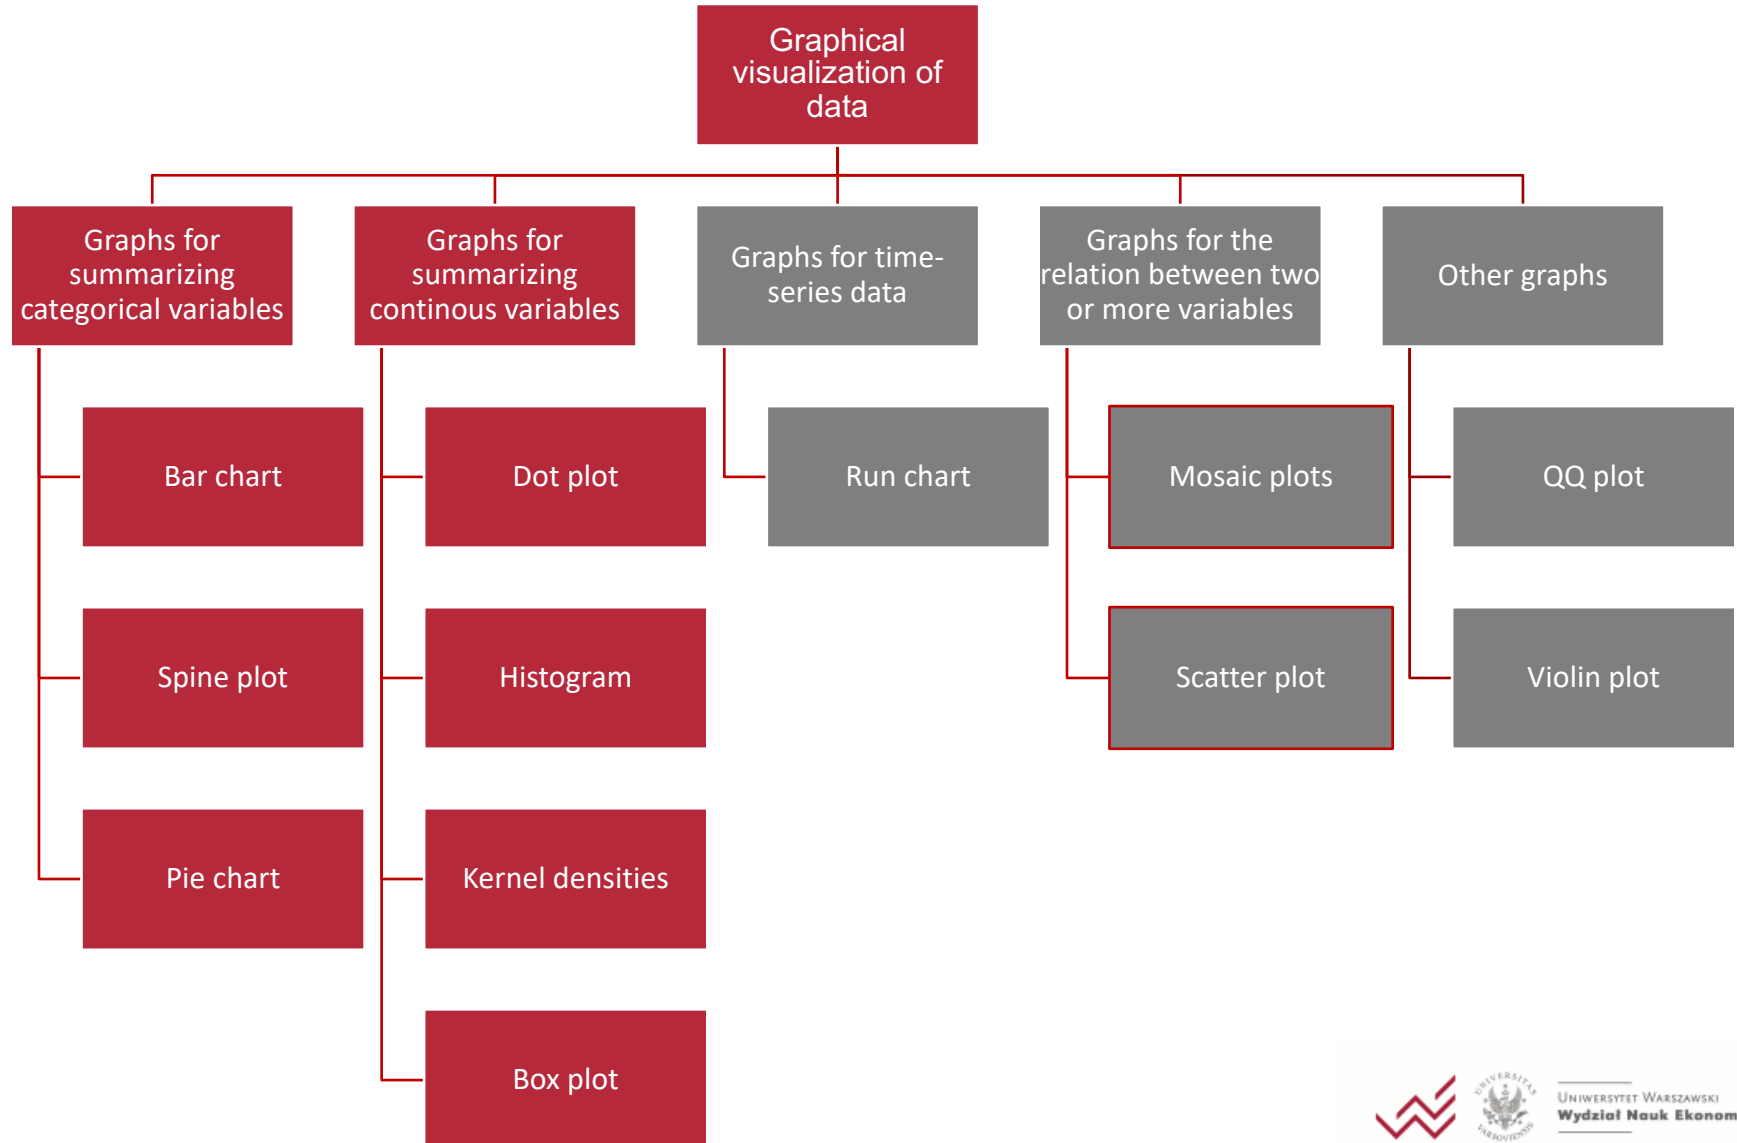 Graphical
visualization of
data
Graphs for
summarizing
categorical variables
Graphs for
summarizing
continous variables
Graphs for time-
series data
Graphs for the
relation between two
or more variables
Other graphs
Bar chart
Dot plot
Run chart
Mosaic plots
QQ plot
Spine plot
Histogram
Scatter plot
Violin plot
Pie chart
Kernel densities
Box plot
UNIVERSITAS
VARSOVIENSIS
UNIWERSYTET WARSZAWSKI
Wydział Nauk Ekonom